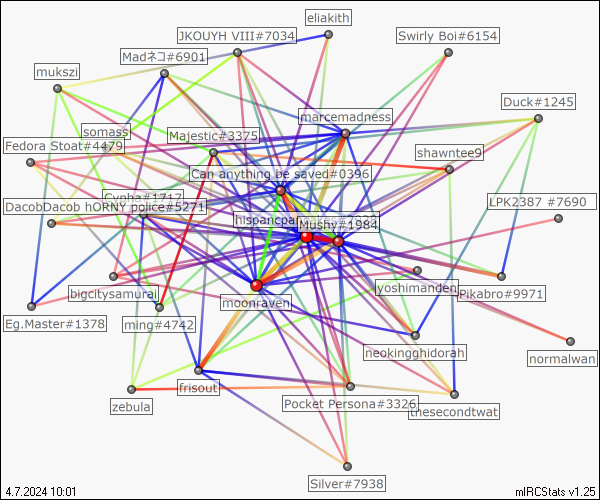 eliakith
JKOUYH VIII#7034
Swirly Boi#6154
Madネコ#6901
mukszi
Duck#1245
marcemadness
somass
Majestic#3375
Fedora Stoat#4479
shawntee9
Can anything be saved#0396
Cypha#1717
LPK2387 #7690
DacobDacob hORNY police#5271
hispancpa
Mushy#1984
yoshimanden
bigcitysamurai
Pikabro#9971
moonraven
Eg.Master#1378
ming#4742
neokingghidorah
normalwan
frisout
Pocket Persona#3326
zebula
thesecondtwat
Silver#7938
4.7.2024 10:01
mIRCStats v1.25